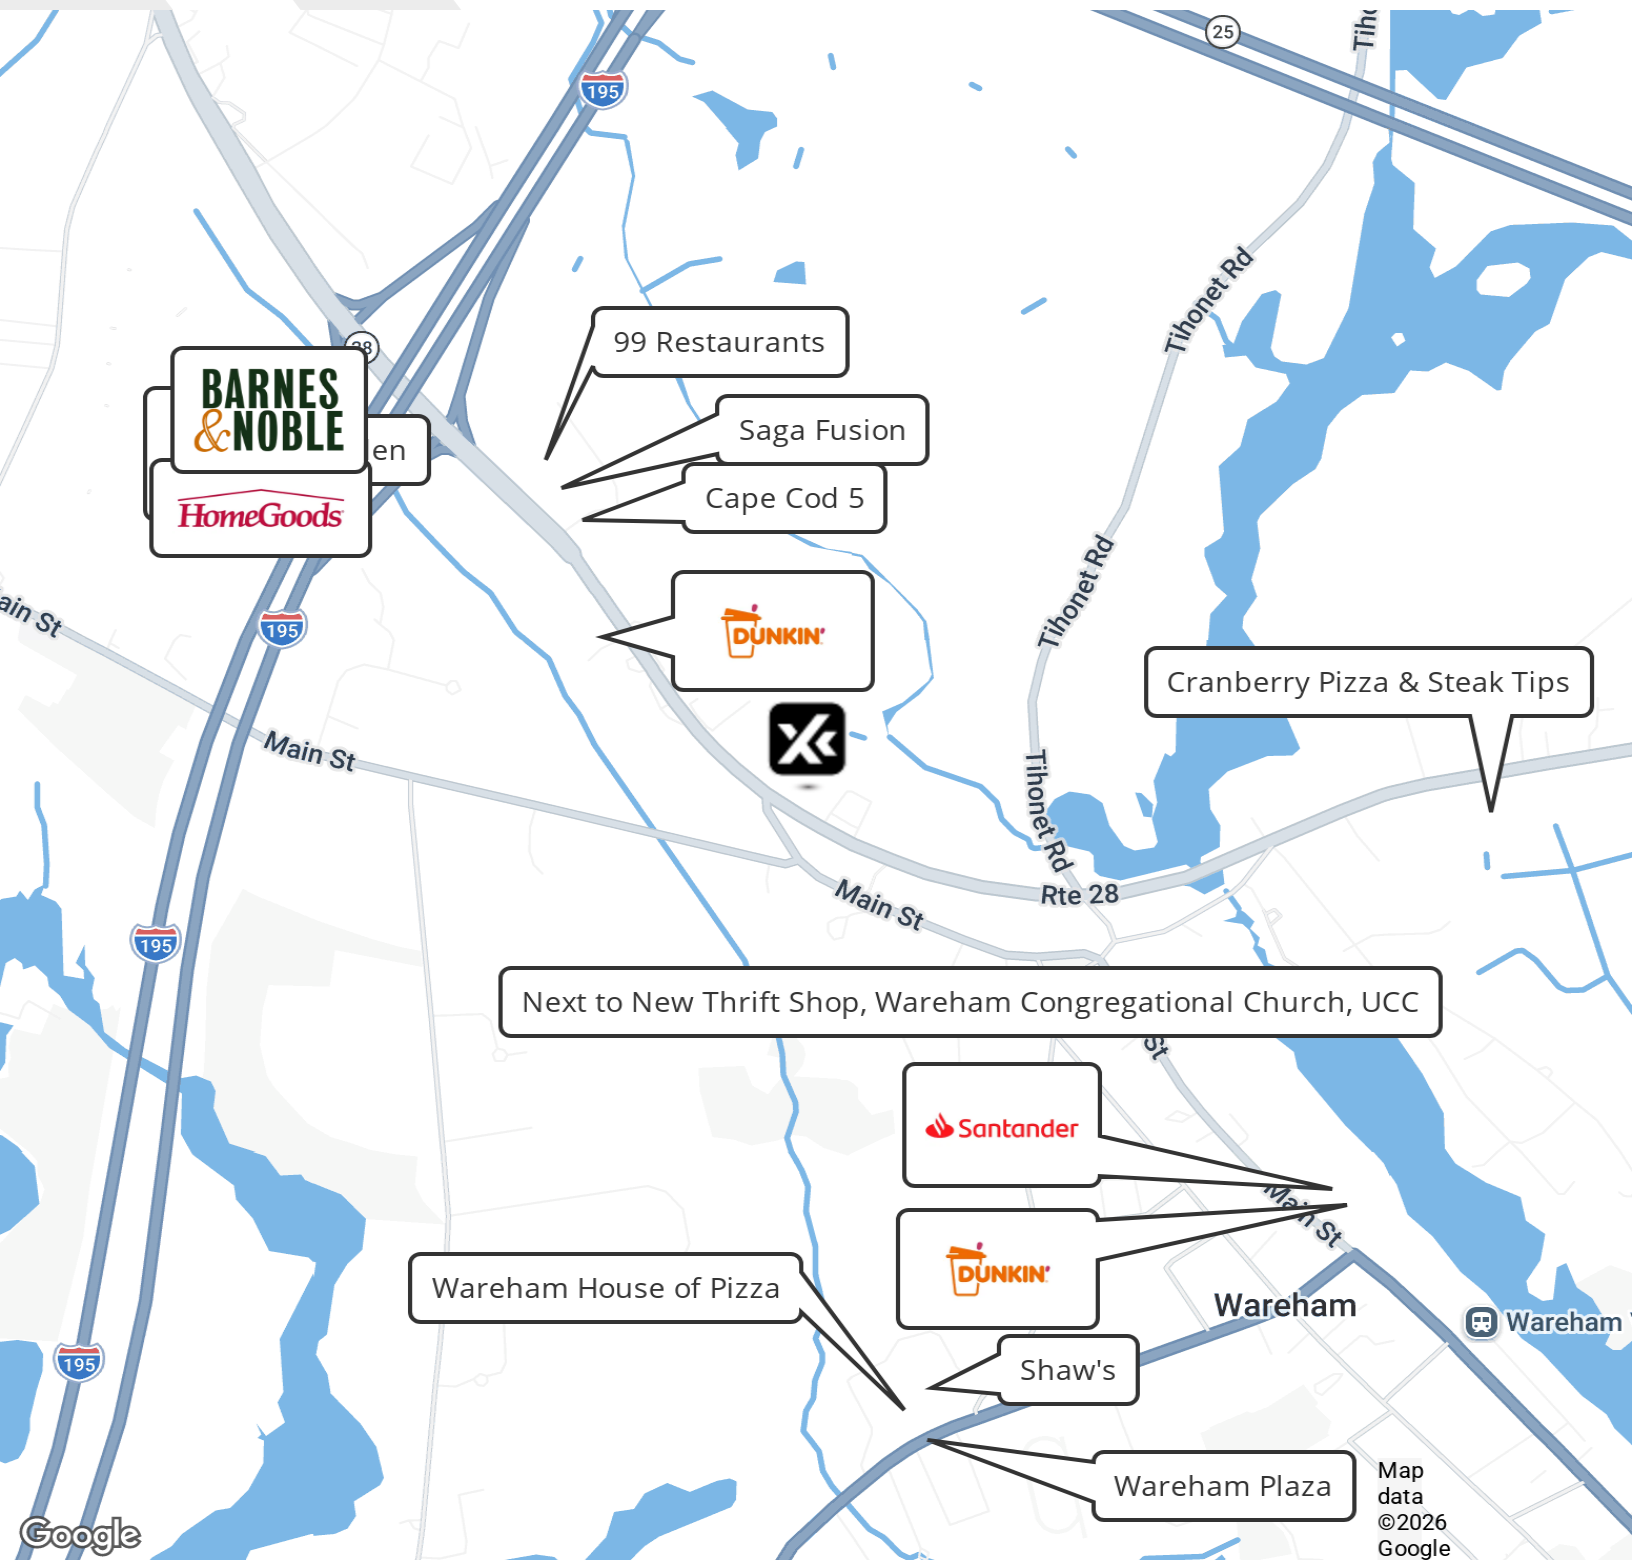 25
Tiho
195
Tihonet Rd
99 Restaurants
28
BARNES
&NOBLE
Saga Fusion
en
Cape Cod 5
HomeGoods
Tihonet Rd
ain St
195
DUNKIN'
Cranberry Pizza & Steak Tips
Main St
Tihonet Rd
Rte 28
Main St
195
Next to New Thrift Shop, Wareham Congregational Church, UCC
St
Santander
Main St
DUNKIN'
Wareham House of Pizza
Wareham
Wareham
195
Shaw's
Wareham Plaza
Map
data
©2026
Google
Google